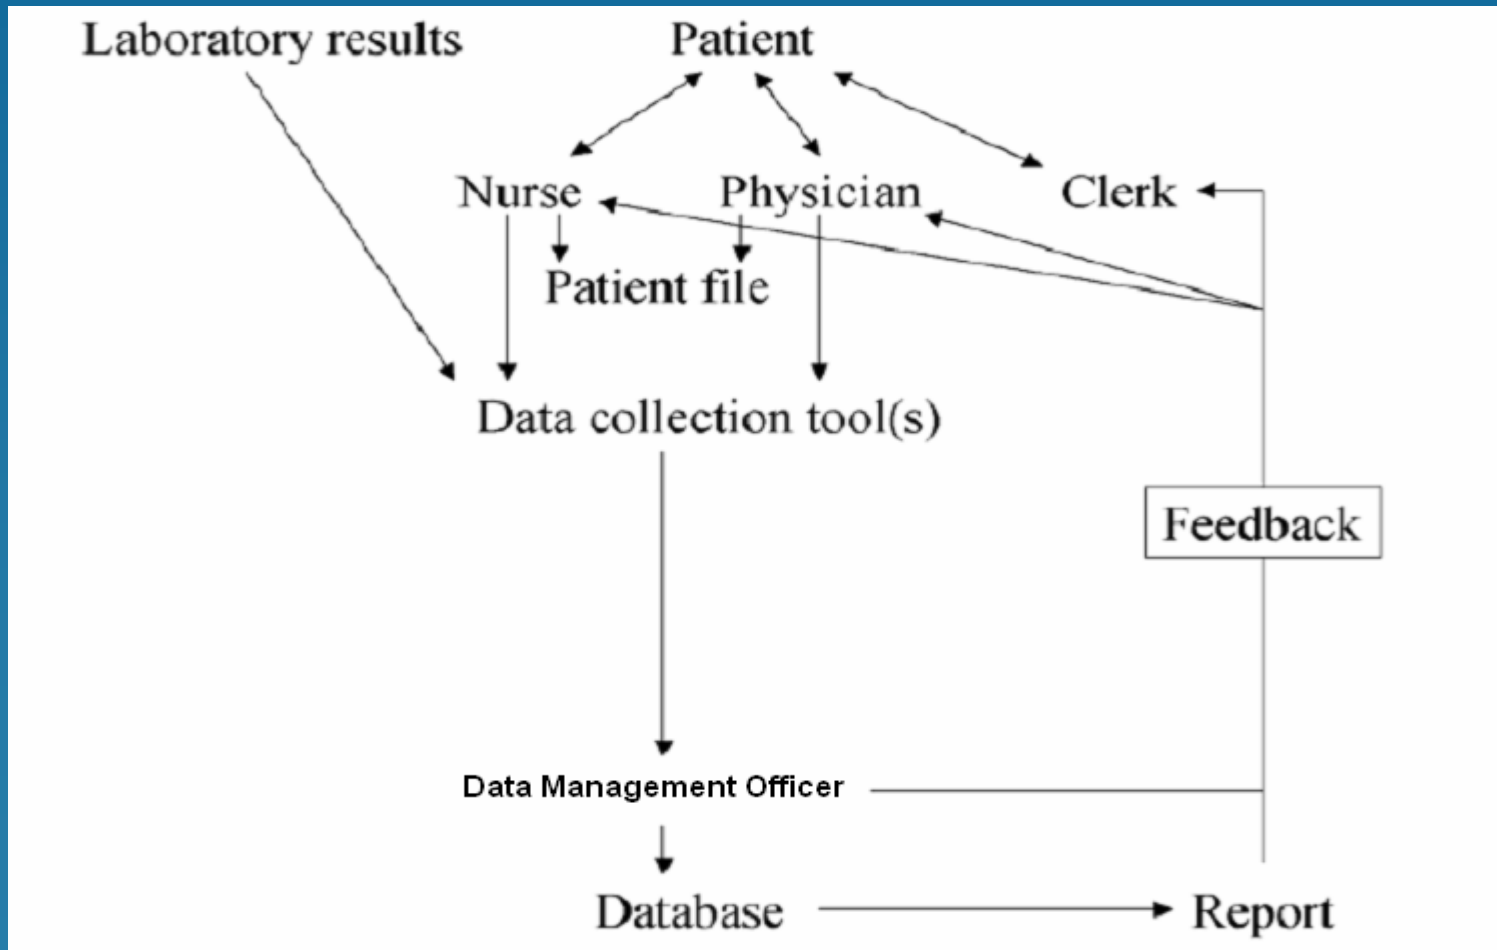 Laboratory results
Patient
Nurse
Physician
Clerk
Patient file
Data collection tool(s)
Feedback
Data Management Officer
Database
Report